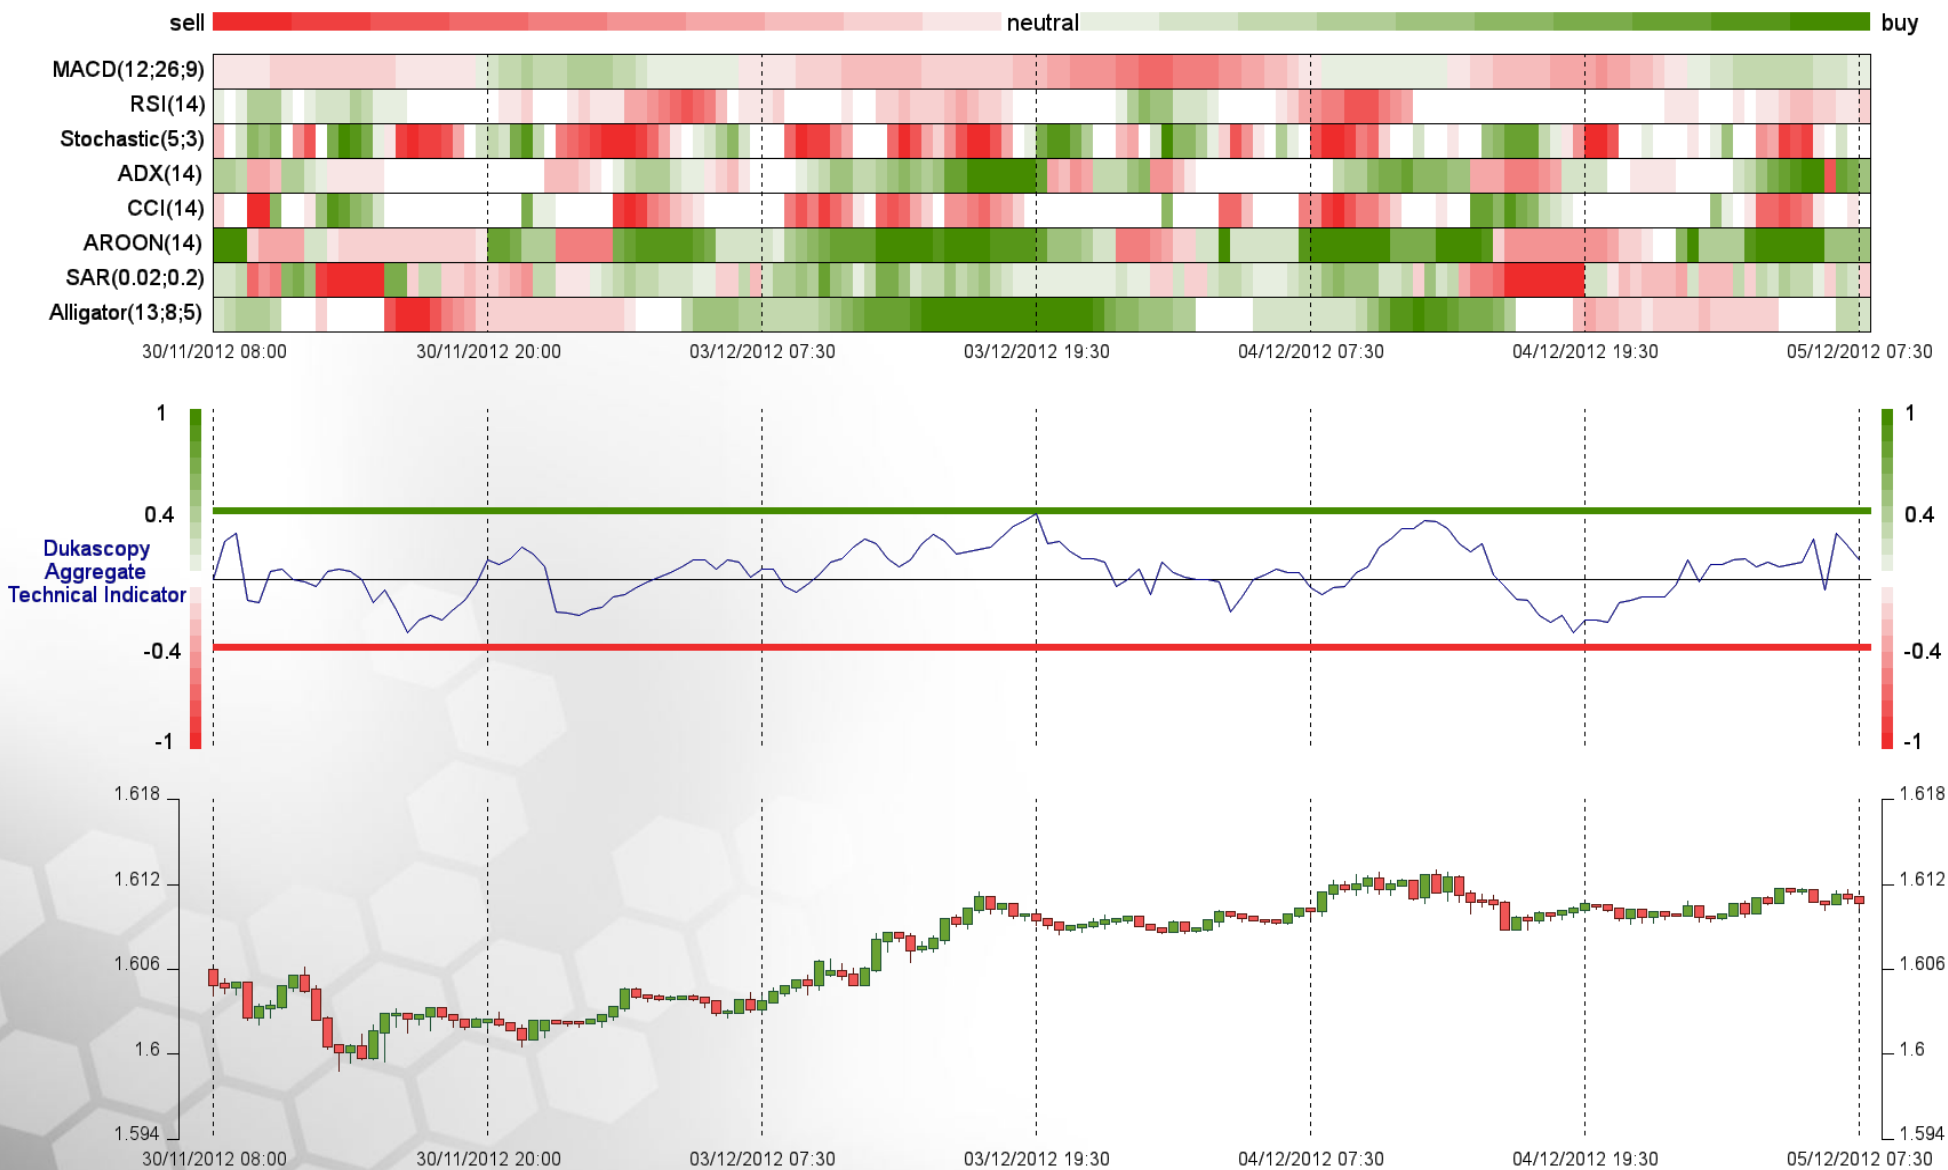 sell neutral buy
MACD(12;26;9)
RSI(14)
Stochastic(5;3)
ADX(14)
CCI(14)
AROON(14)
SAR(0.02;0.2)
Alligator(13;8;5)
30/11/2012 08:00 30/11/2012 20:00 03/12/2012 07:30 03/12/2012 19:30 04/12/2012 07:30 04/12/2012 19:30 05/12/2012 07:30
1 1
0.4 0.4
Dukascopy
Aggregate
Technical Indicator
-0.4 -0.4
-1 -1
1.618 1.618
1.612 1.612
1.606 1.606
1.6 1.6
1.594 1.594
30/11/2012 08:00 30/11/2012 20:00 03/12/2012 07:30 03/12/2012 19:30 04/12/2012 07:30 04/12/2012 19:30 05/12/2012 07:30